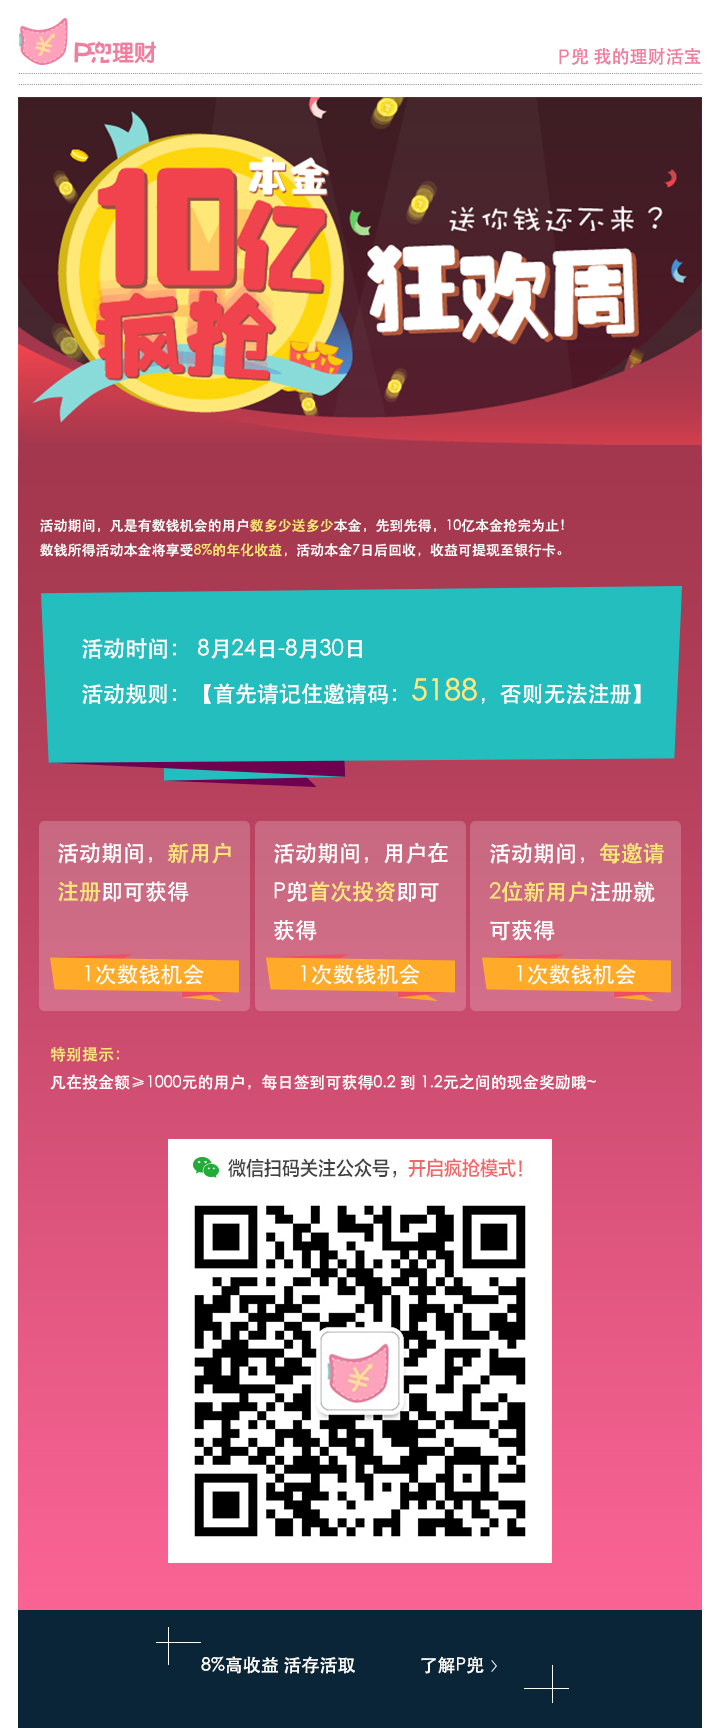 P兜理财
P兜 我的理财活宝
本金
10亿
疯抢
送你钱还不来？
狂欢周
活动期间，凡是有数钱机会的用户数多少送多少本金，先到先得，10亿本金抢完为止！
数钱所得活动本金将享受8%的年化收益，活动本金7日后回收，收益可提现至银行卡。
活动时间： 8月24日-8月30日
活动规则：【首先请记住邀请码：5188，否则无法注册】
活动期间，新用户
注册即可获得
1次数钱机会
活动期间，用户在
P兜首次投资即可
获得
1次数钱机会
活动期间，每邀请
2位新用户注册就
可获得
1次数钱机会
特别提示：
凡在投金额≥1000元的用户，每日签到可获得0.2 到 1.2元之间的现金奖励哦~
微信扫码关注公众号，开启疯抢模式！
8%高收益 活存活取
了解P兜 〉